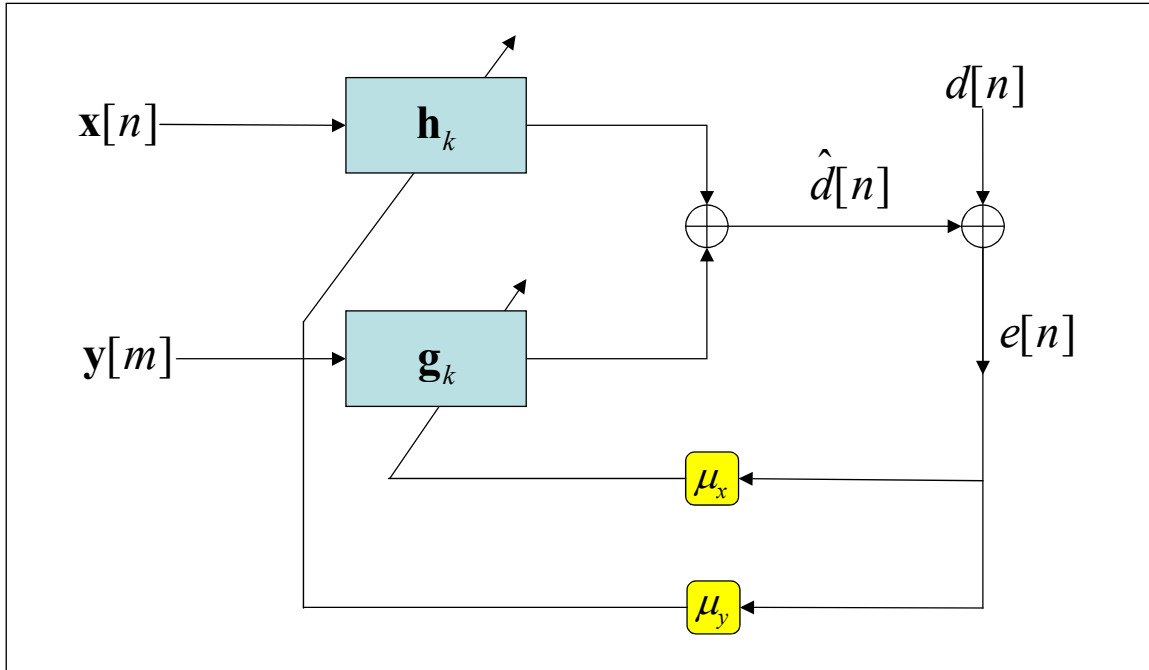 x[n]
h_k
d[n]
d̂[n]
y[m]
g_k
e[n]
μ_x
μ_y